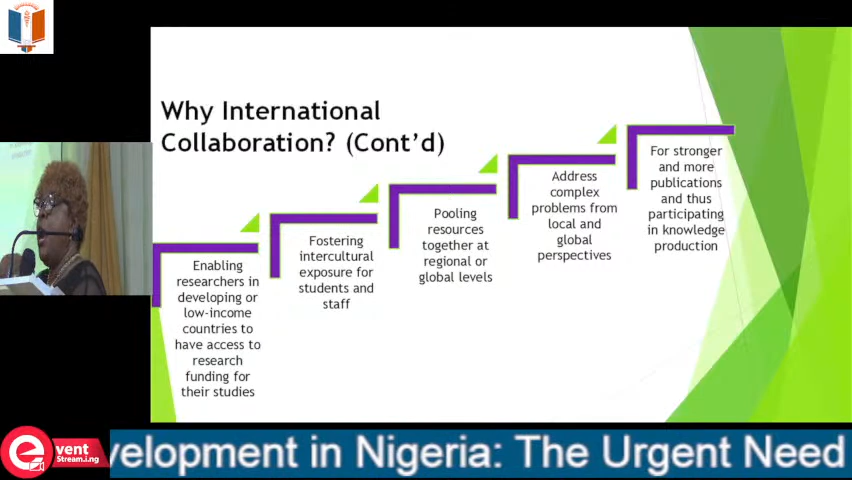 Why International
Collaboration? (Cont'd)
Enabling
researchers in
developing or
low-income
countries to
have access to
research
funding for
their studies
Fostering
intercultural
exposure for
students and
staff
Pooling
resources
together at
regional or
global levels
Address
complex
problems from
local and
global
perspectives
For stronger
and more
publications
and thus
participating
in knowledge
production
event
Stream.i.ng
velopment in Nigeria: The Urgent Need